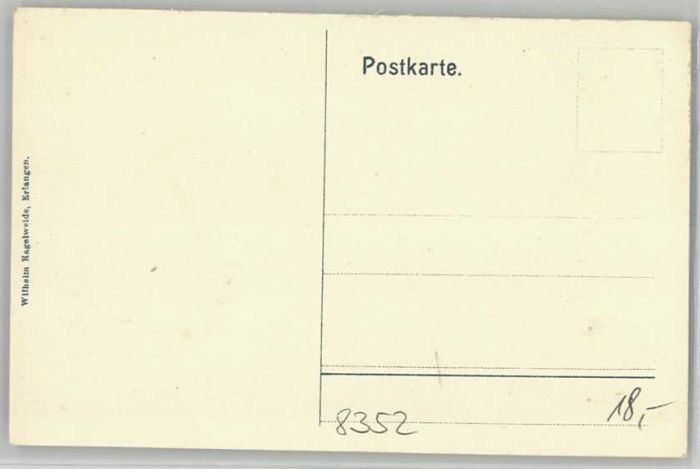 Postkarte.
Wilhelm Hagelweide, Erlangen.
8352
18,-